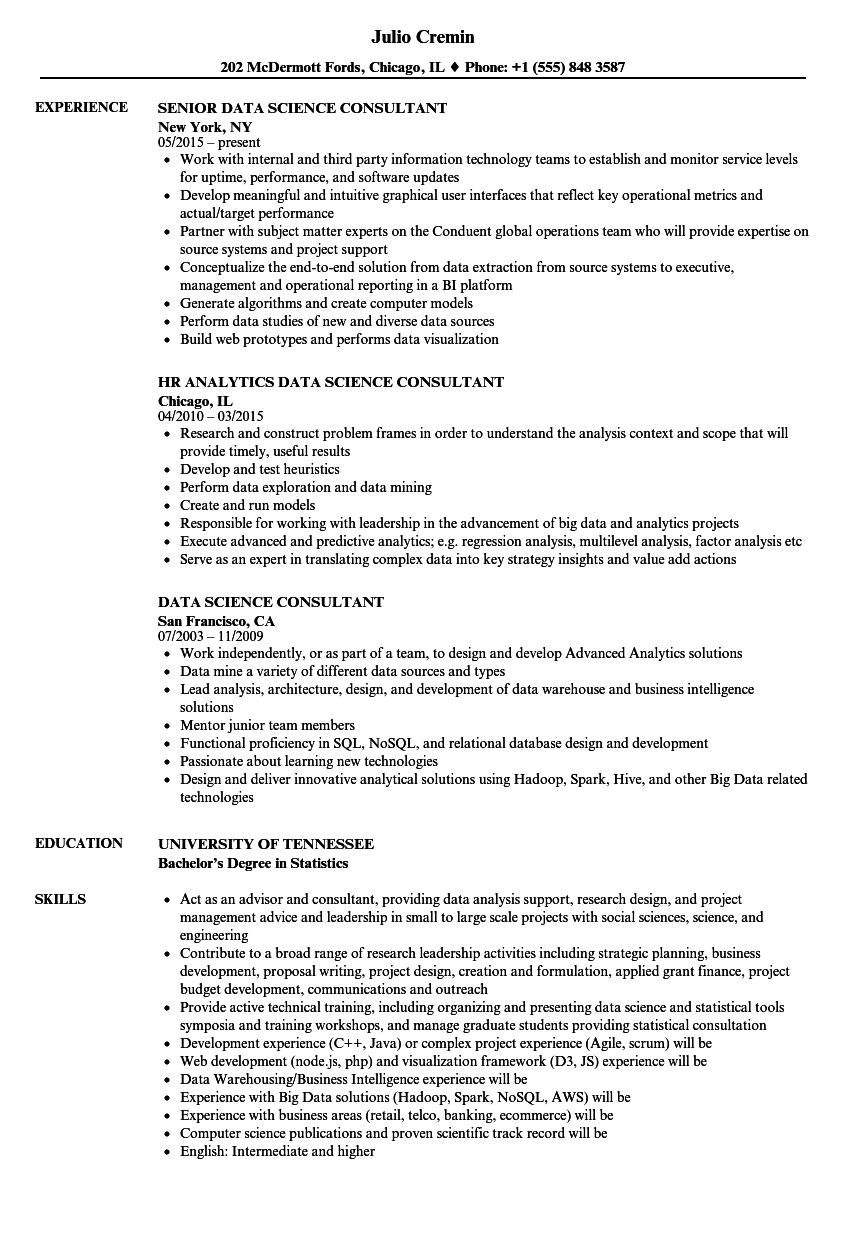 Julio Cremin
202 McDermott Fords, Chicago, IL ♦ Phone: +1 (555) 848 3587
EXPERIENCE
SENIOR DATA SCIENCE CONSULTANT
New York, NY
05/2015 – present
• Work with internal and third party information technology teams to establish and monitor service levels
for uptime, performance, and software updates
• Develop meaningful and intuitive graphical user interfaces that reflect key operational metrics and
actual/target performance
• Partner with subject matter experts on the Conduent global operations team who will provide expertise on
source systems and project support
• Conceptualize the end-to-end solution from data extraction from source systems to executive,
management and operational reporting in a BI platform
• Generate algorithms and create computer models
• Perform data studies of new and diverse data sources
• Build web prototypes and performs data visualization
HR ANALYTICS DATA SCIENCE CONSULTANT
Chicago, IL
04/2010 – 03/2015
• Research and construct problem frames in order to understand the analysis context and scope that will
provide timely, useful results
• Develop and test heuristics
• Perform data exploration and data mining
• Create and run models
• Responsible for working with leadership in the advancement of big data and analytics projects
• Execute advanced and predictive analytics; e.g. regression analysis, multilevel analysis, factor analysis etc
• Serve as an expert in translating complex data into key strategy insights and value add actions
DATA SCIENCE CONSULTANT
San Francisco, CA
07/2003 – 11/2009
• Work independently, or as part of a team, to design and develop Advanced Analytics solutions
• Data mine a variety of different data sources and types
• Lead analysis, architecture, design, and development of data warehouse and business intelligence
solutions
• Mentor junior team members
• Functional proficiency in SQL, NoSQL, and relational database design and development
• Passionate about learning new technologies
• Design and deliver innovative analytical solutions using Hadoop, Spark, Hive, and other Big Data related
technologies
EDUCATION
UNIVERSITY OF TENNESSEE
Bachelor's Degree in Statistics
SKILLS
• Act as an advisor and consultant, providing data analysis support, research design, and project
management advice and leadership in small to large scale projects with social sciences, science, and
engineering
• Contribute to a broad range of research leadership activities including strategic planning, business
development, proposal writing, project design, creation and formulation, applied grant finance, project
budget development, communications and outreach
• Provide active technical training, including organizing and presenting data science and statistical tools
symposia and training workshops, and manage graduate students providing statistical consultation
• Development experience (C++, Java) or complex project experience (Agile, scrum) will be
• Web development (node.js, php) and visualization framework (D3, JS) experience will be
• Data Warehousing/Business Intelligence experience will be
• Experience with Big Data solutions (Hadoop, Spark, NoSQL, AWS) will be
• Experience with business areas (retail, telco, banking, ecommerce) will be
• Computer science publications and proven scientific track record will be
• English: Intermediate and higher